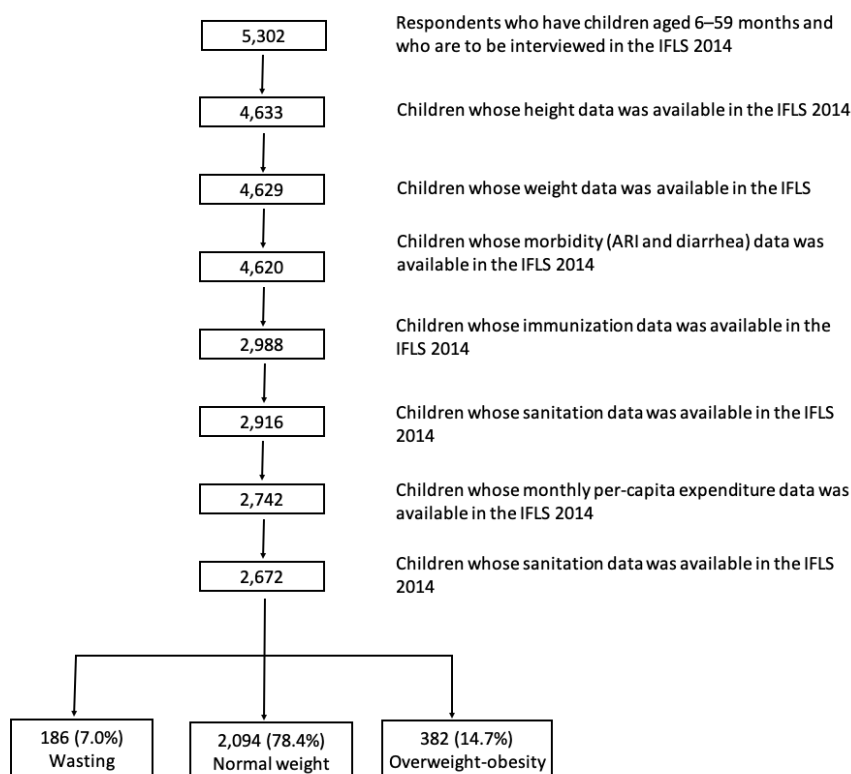 5,302
Respondents who have children aged 6–59 months and
who are to be interviewed in the IFLS 2014
4,633
Children whose height data was available in the IFLS 2014
4,629
Children whose weight data was available in the IFLS
4,620
Children whose morbidity (ARI and diarrhea) data was
available in the IFLS 2014
2,988
Children whose immunization data was available in the
IFLS 2014
2,916
Children whose sanitation data was available in the IFLS
2014
2,742
Children whose monthly per-capita expenditure data was
available in the IFLS 2014
2,672
Children whose sanitation data was available in the IFLS
2014
186 (7.0%)
Wasting
2,094 (78.4%)
Normal weight
382 (14.7%)
Overweight-obesity